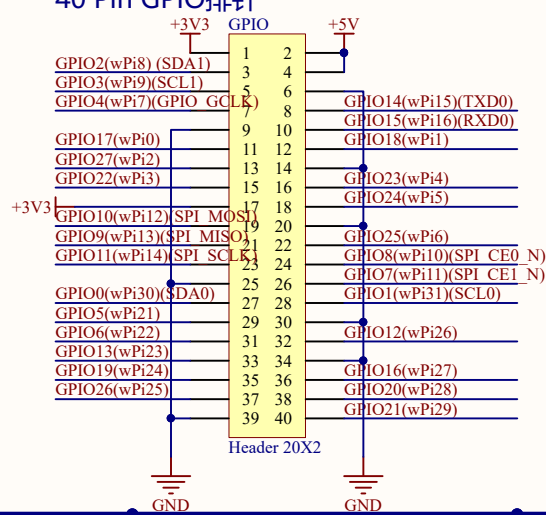 40 Pin GPIO排针
+3V3 GPIO +5V
1 2
GPIO2(wPi8) (SDA1) 3 4
GPIO3(wPi9)(SCL1) 5 6
GPIO4(wPi7)(GPIO_GCLK) 7 8 GPIO14(wPi15)(TXD0)
9 10 GPIO15(wPi16)(RXD0)
GPIO17(wPi0) 11 12 GPIO18(wPi1)
GPIO27(wPi2) 13 14
GPIO22(wPi3) 15 16 GPIO23(wPi4)
+3V3 17 18 GPIO24(wPi5)
GPIO10(wPi12)(SPI_MOSI) 19 20
GPIO9(wPi13)(SPI_MISO) 21 22 GPIO25(wPi6)
GPIO11(wPi14)(SPI_SCLK) 23 24 GPIO8(wPi10)(SPI_CE0_N)
25 26 GPIO7(wPi11)(SPI_CE1_N)
GPIO0(wPi30)(SDA0) 27 28 GPIO1(wPi31)(SCL0)
GPIO5(wPi21) 29 30
GPIO6(wPi22) 31 32 GPIO12(wPi26)
GPIO13(wPi23) 33 34
GPIO19(wPi24) 35 36 GPIO16(wPi27)
GPIO26(wPi25) 37 38 GPIO20(wPi28)
39 40 GPIO21(wPi29)
Header 20X2
GND GND